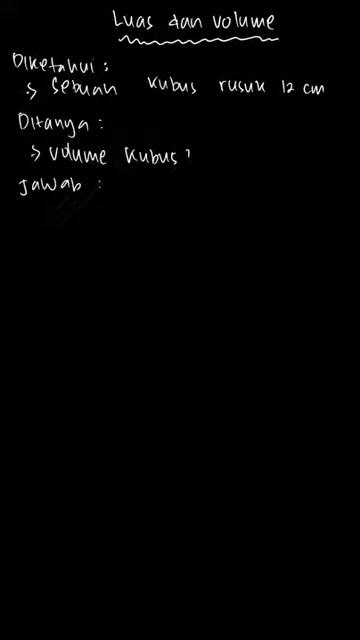 Luas dan volume
Diketahui :
-> Sebuah kubus rusuk 12 cm
Ditanya :
-> Volume kubus ?
Jawab :